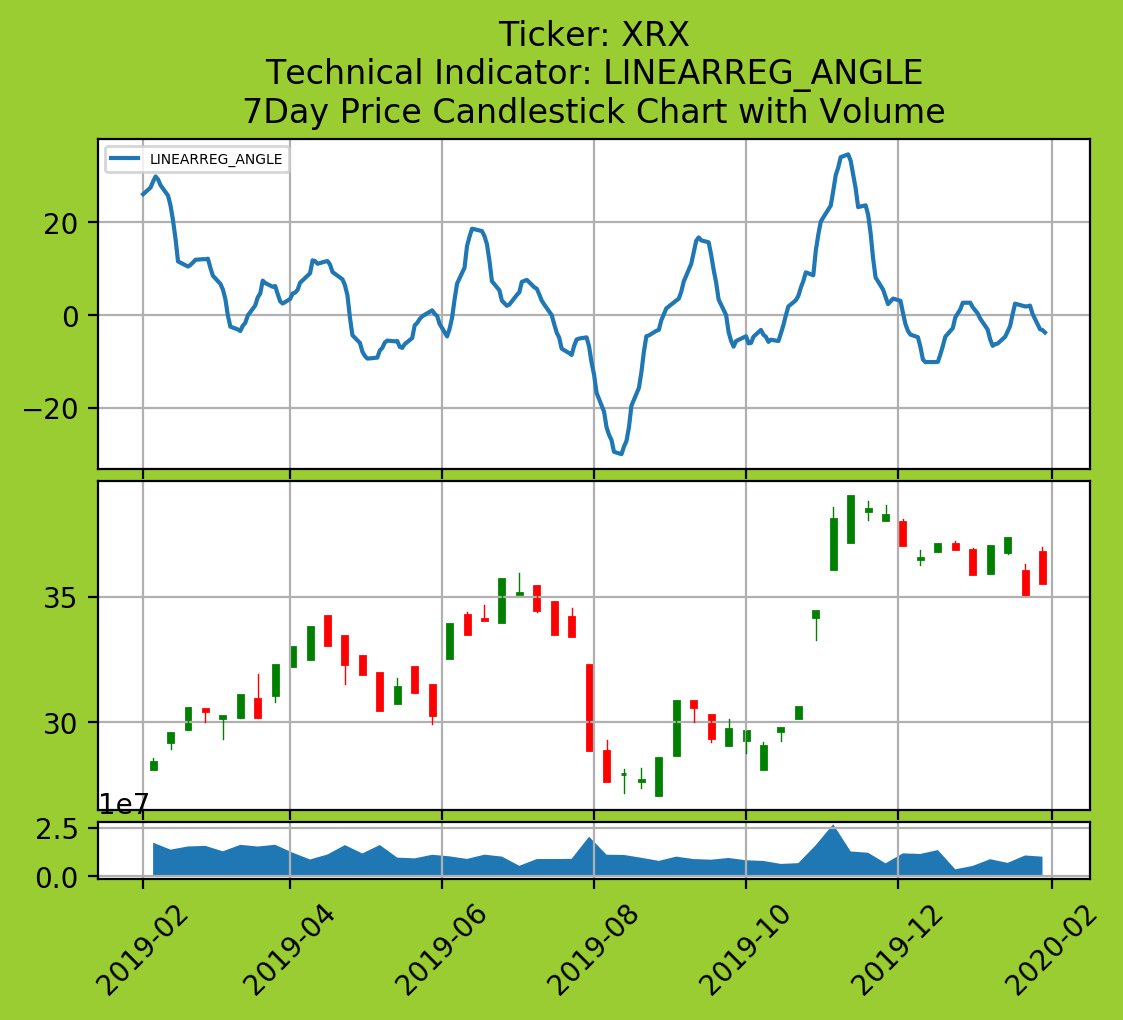 Ticker: XRX
Technical Indicator: LINEARREG_ANGLE
7Day Price Candlestick Chart with Volume
LINEARREG_ANGLE
20
0
−20
35
30
1e7
2.5
0.0
2019-02
2019-04
2019-06
2019-08
2019-10
2019-12
2020-02